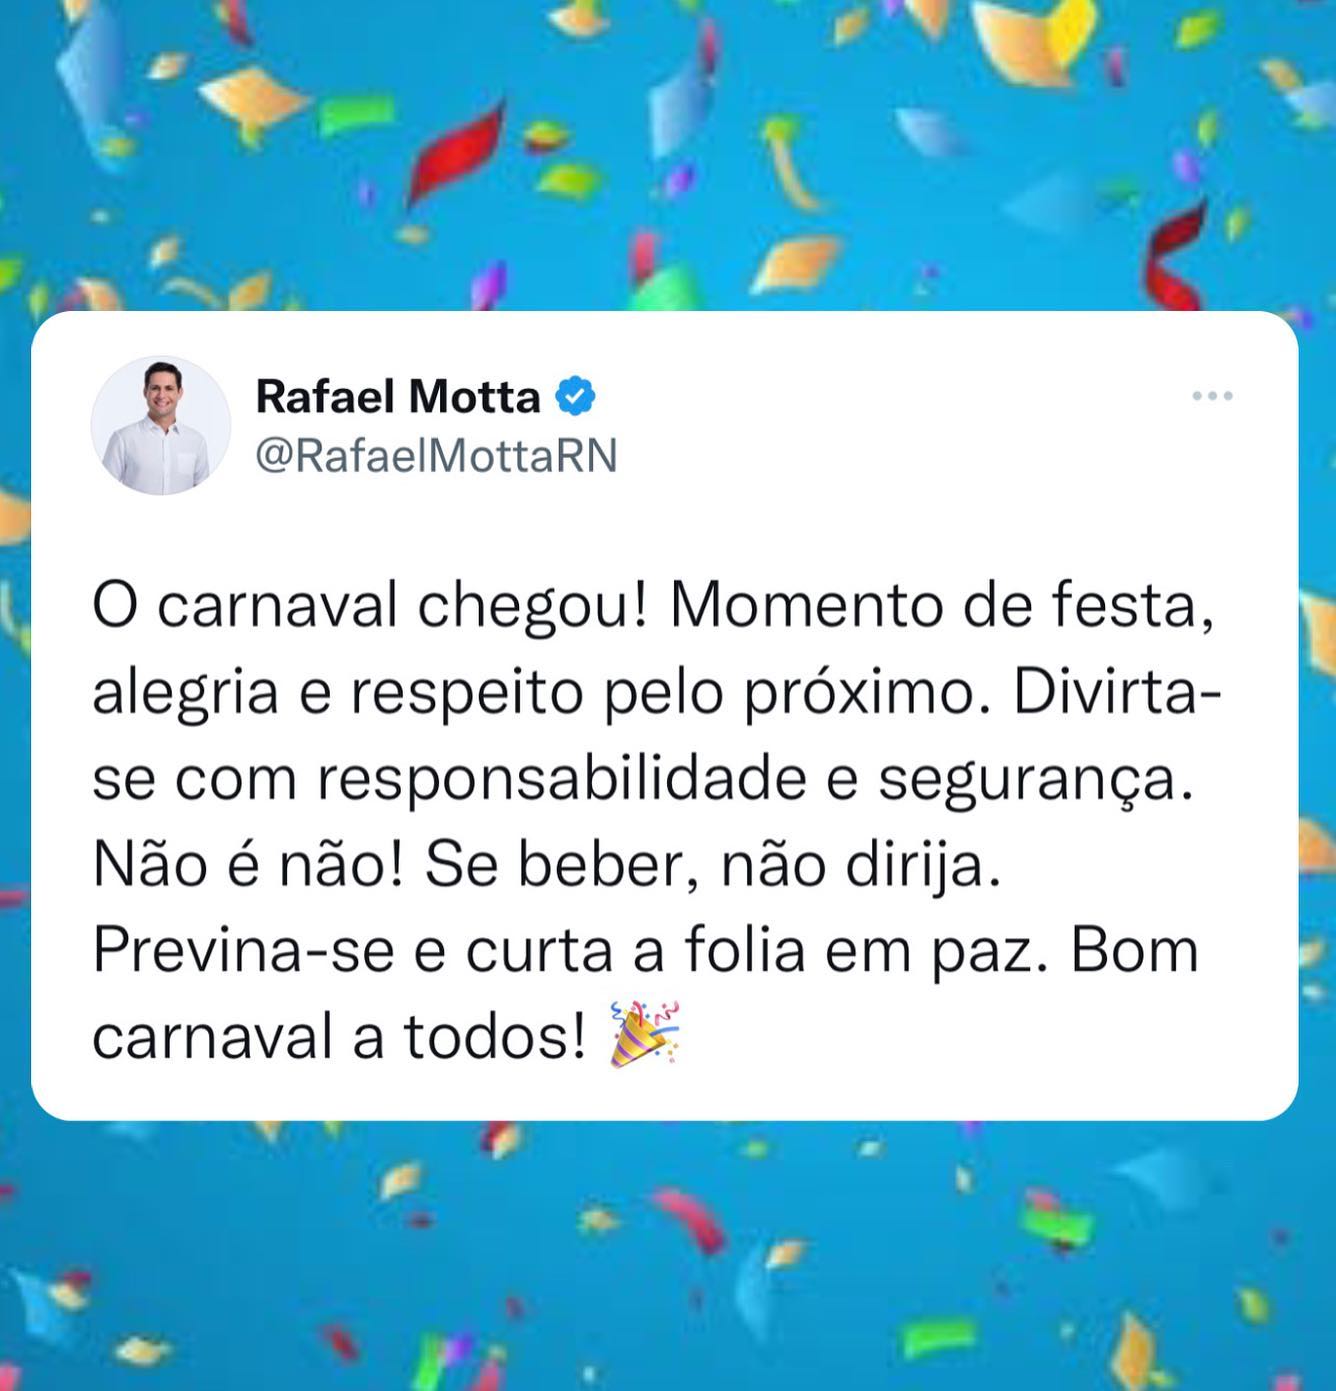 Rafael Motta
@RafaelMottaRN
O carnaval chegou! Momento de festa,
alegria e respeito pelo próximo. Divirta-
se com responsabilidade e segurança.
Não é não! Se beber, não dirija.
Previna-se e curta a folia em paz. Bom
carnaval a todos! 🎉